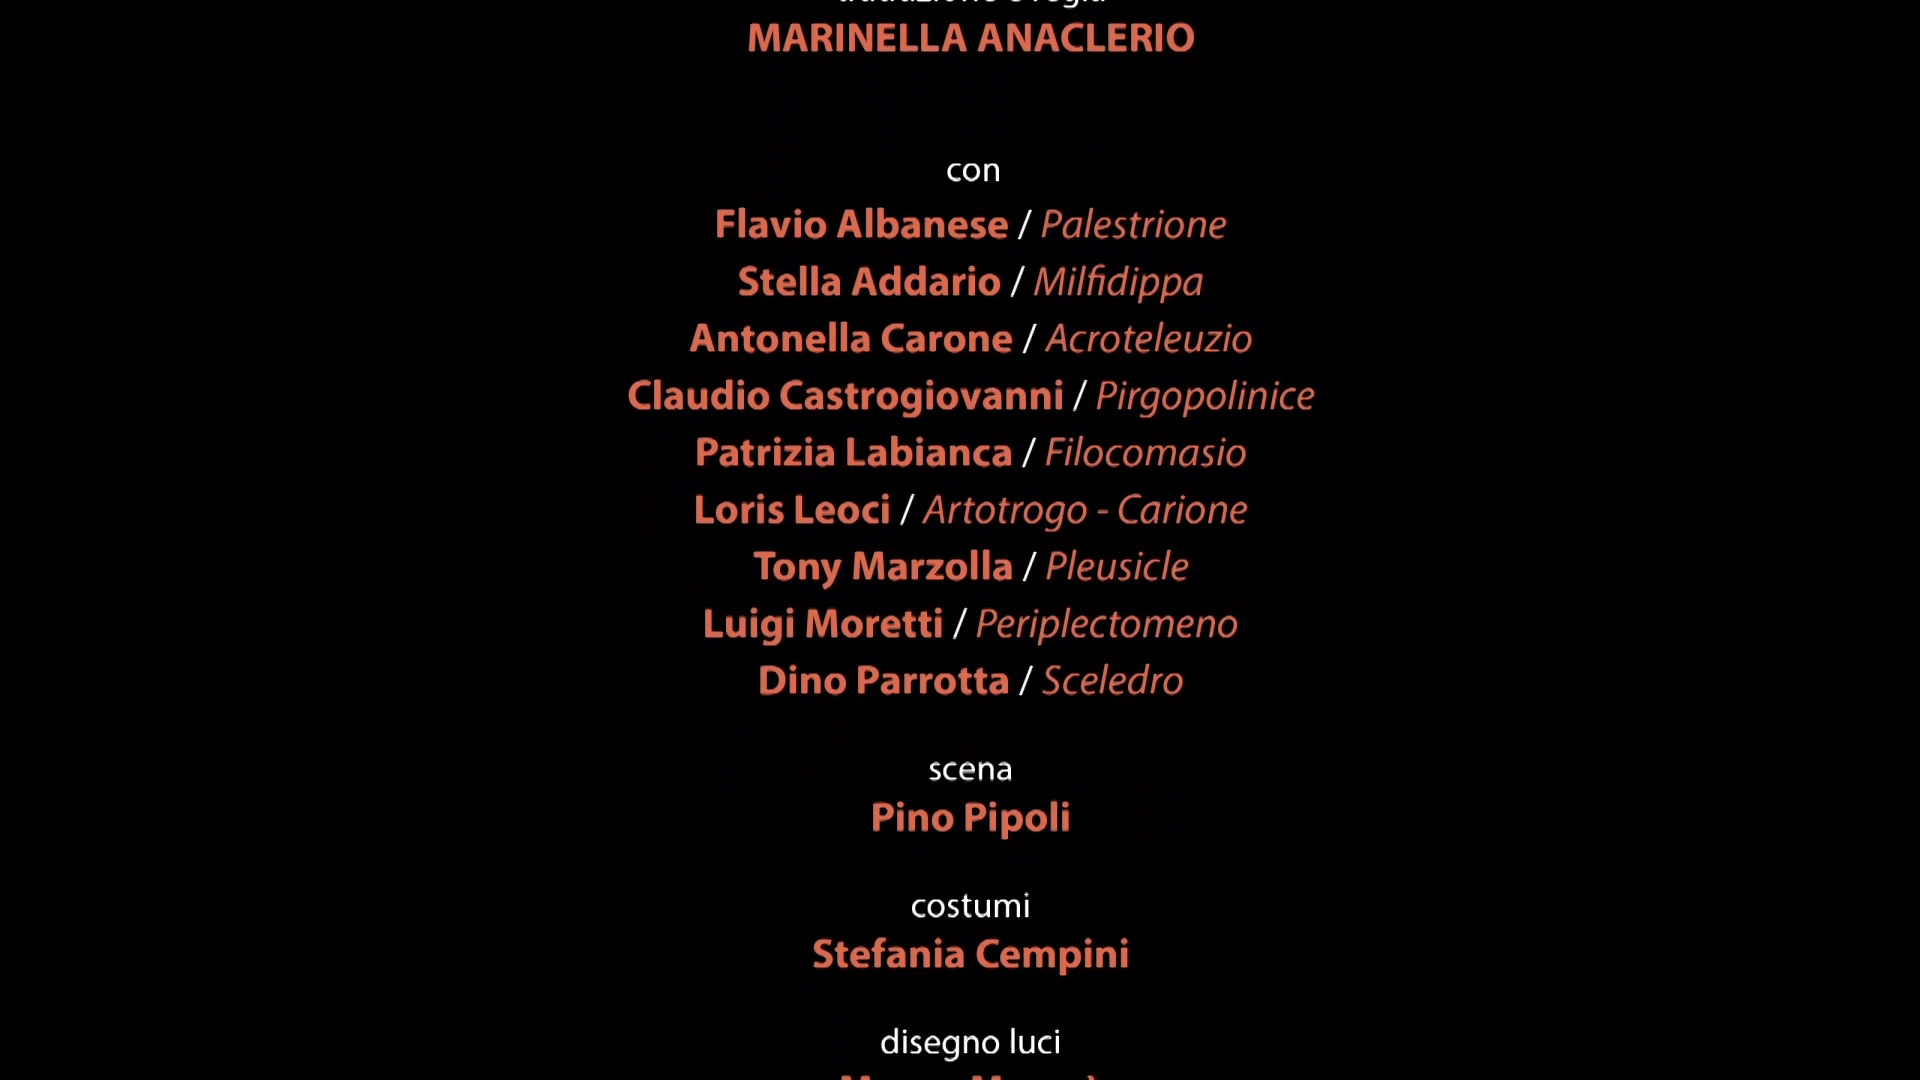 MARINELLA ANACLERIO
con
Flavio Albanese / Palestrione
Stella Addario / Milfidippa
Antonella Carone / Acroteleuzio
Claudio Castrogiovanni / Pirgopolinice
Patrizia Labianca / Filocomasio
Loris Leoci / Artotrogo - Carione
Tony Marzolla / Pleusicle
Luigi Moretti / Periplectomeno
Dino Parrotta / Sceledro
scena
Pino Pipoli
costumi
Stefania Cempini
disegno luci